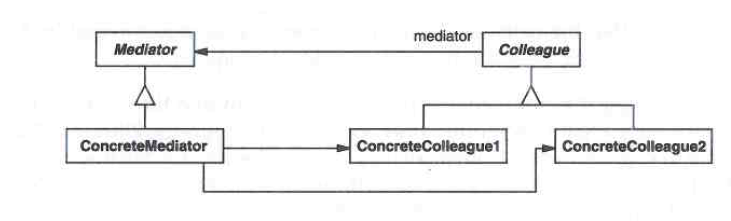 mediator
Mediator
Colleague
ConcreteMediator
ConcreteColleague1
ConcreteColleague2